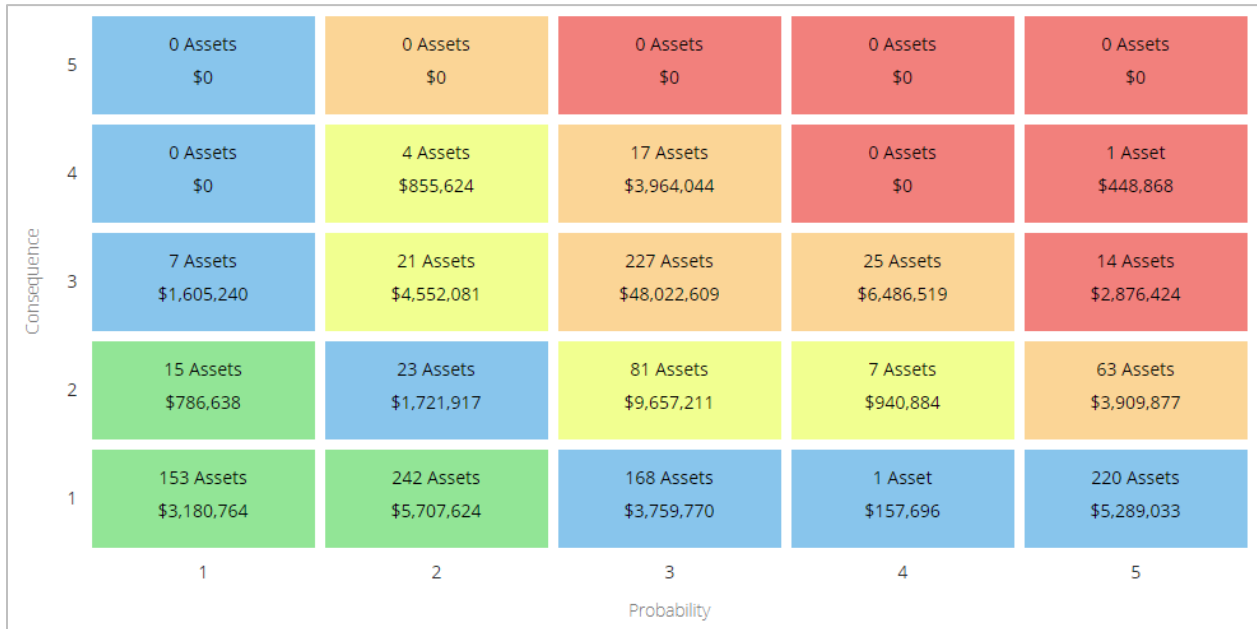 5
0 Assets
$0
0 Assets
$0
0 Assets
$0
0 Assets
$0
0 Assets
$0
4
0 Assets
$0
4 Assets
$855,624
17 Assets
$3,964,044
0 Assets
$0
1 Asset
$448,868
Consequence
3
7 Assets
$1,605,240
21 Assets
$4,552,081
227 Assets
$48,022,609
25 Assets
$6,486,519
14 Assets
$2,876,424
2
15 Assets
$786,638
23 Assets
$1,721,917
81 Assets
$9,657,211
7 Assets
$940,884
63 Assets
$3,909,877
1
153 Assets
$3,180,764
242 Assets
$5,707,624
168 Assets
$3,759,770
1 Asset
$157,696
220 Assets
$5,289,033
1
2
3
4
5
Probability